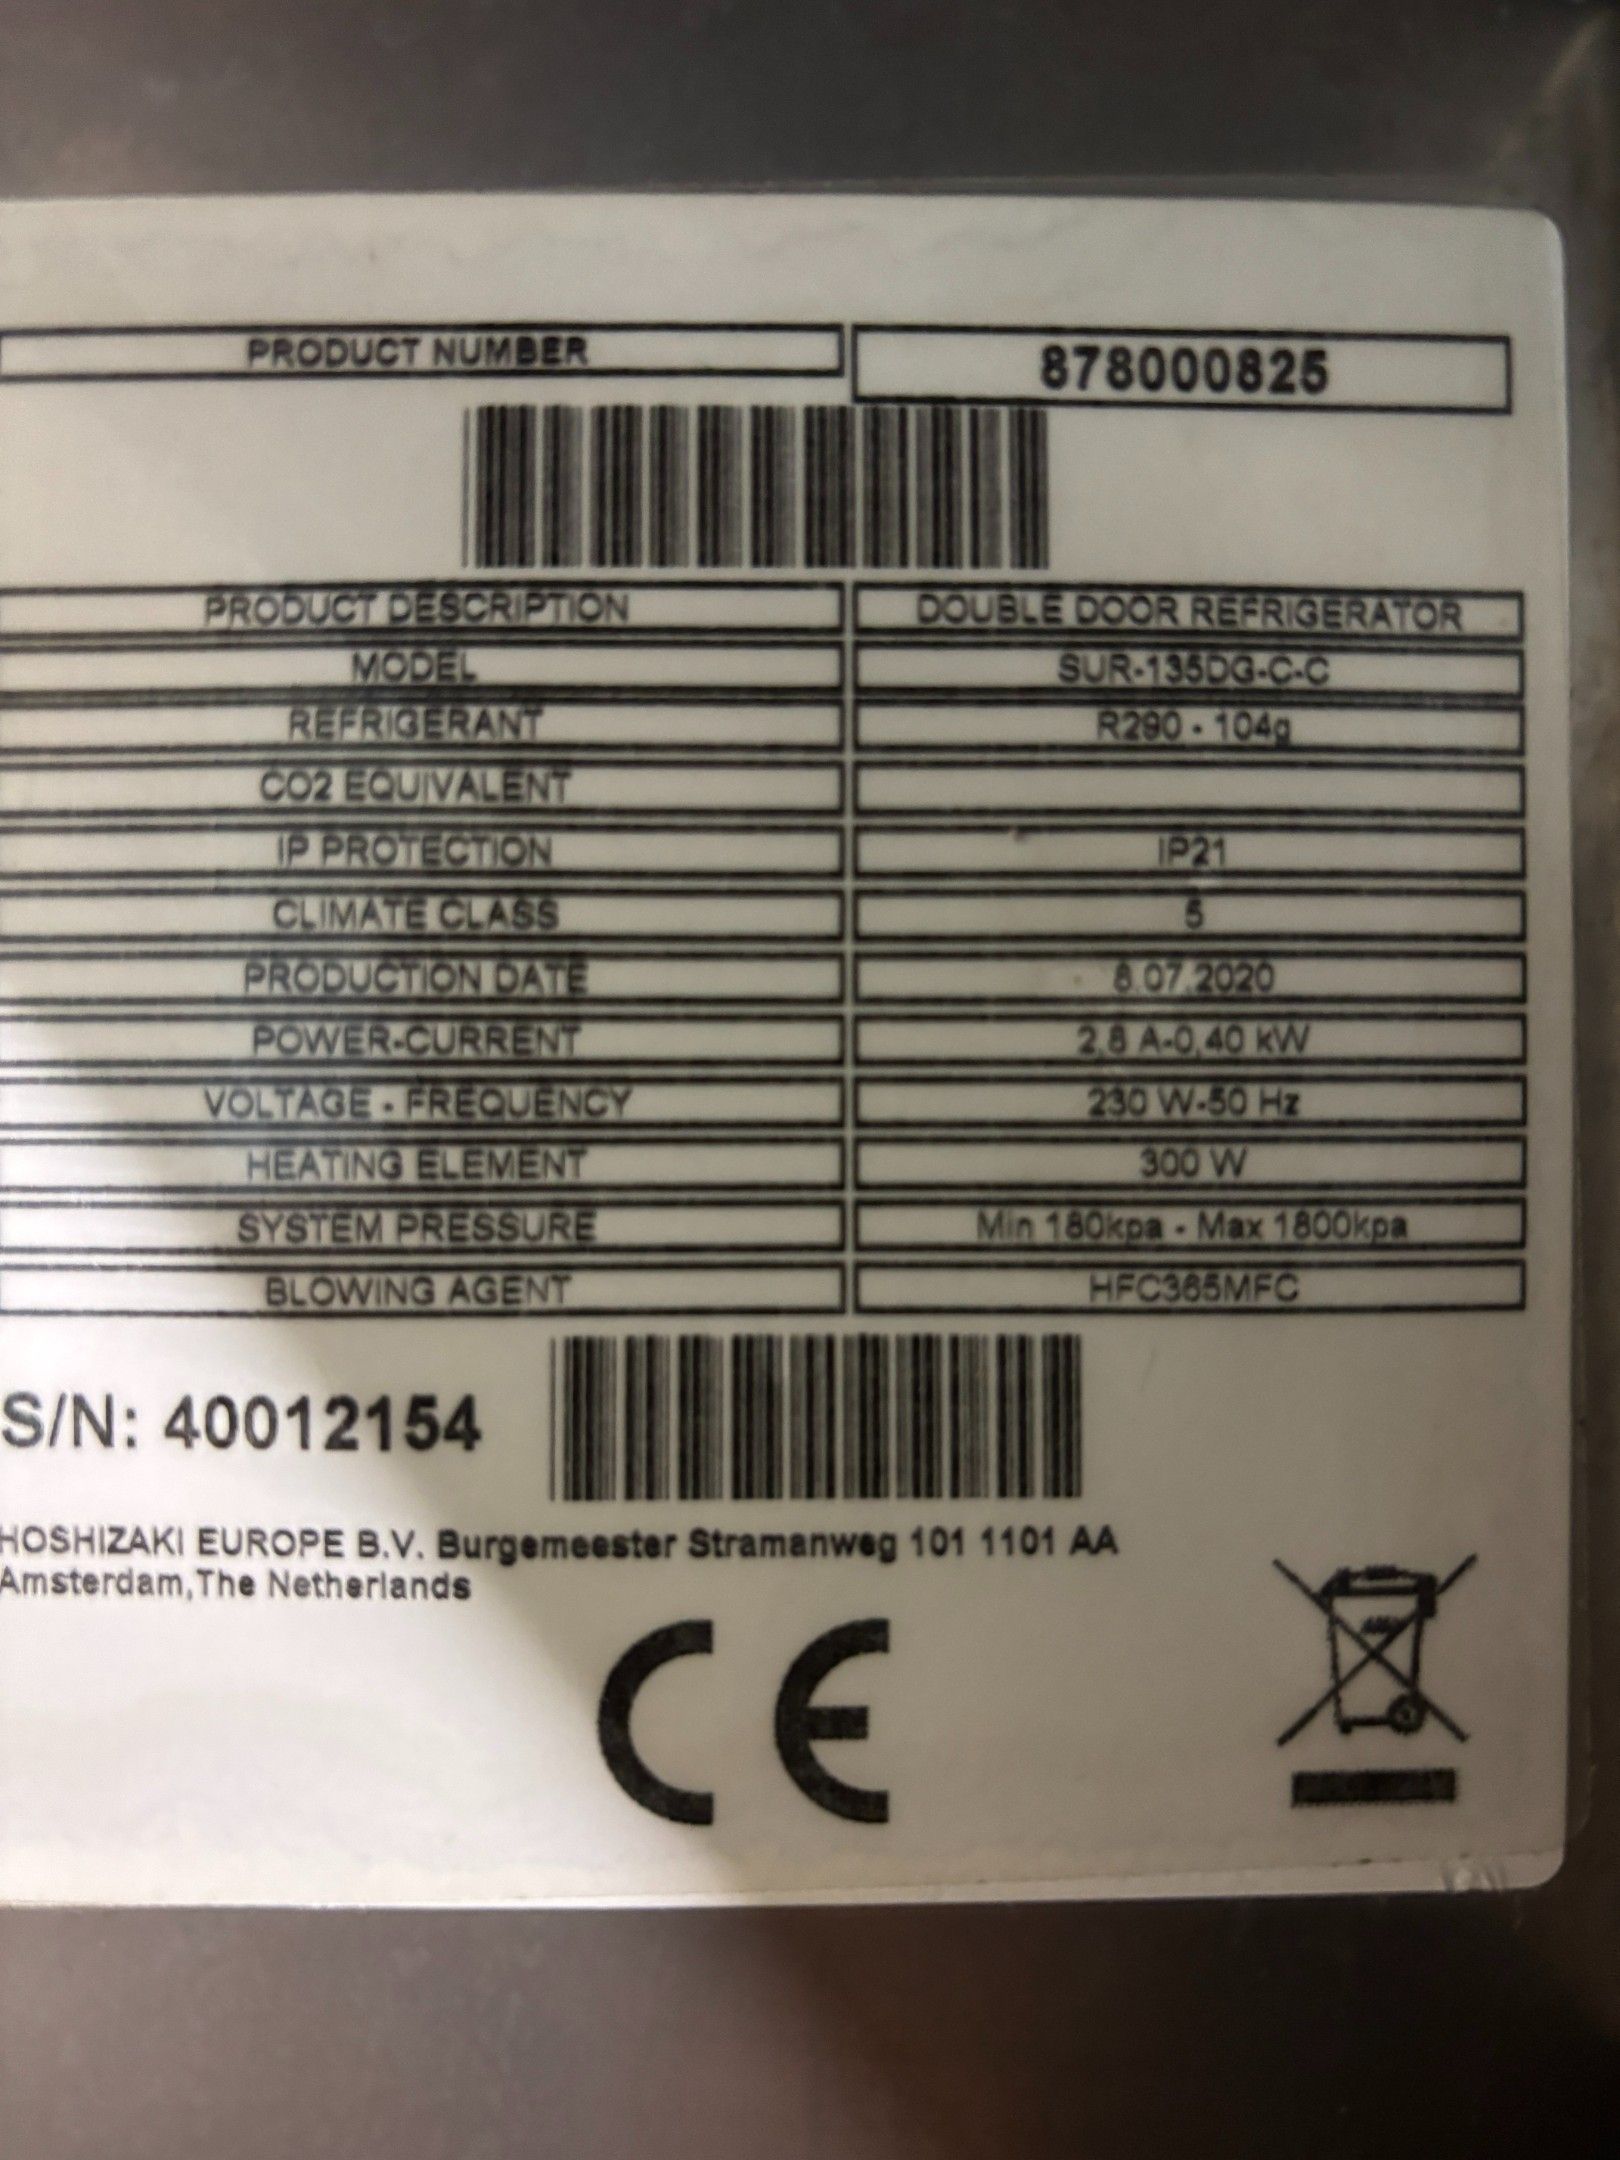 PRODUCT NUMBER 878000825
PRODUCT DESCRIPTION DOUBLE DOOR REFRIGERATOR
MODEL SUR-135DG-C-C
REFRIGERANT R290 - 104g
CO2 EQUIVALENT
IP PROTECTION IP21
CLIMATE CLASS 5
PRODUCTION DATE 8.07.2020
POWER-CURRENT 2,8 A-0,40 kW
VOLTAGE - FREQUENCY 230 W-50 Hz
HEATING ELEMENT 300 W
SYSTEM PRESSURE Min 180kpa - Max 1800kpa
BLOWING AGENT HFC365MFC
S/N: 40012154
HOSHIZAKI EUROPE B.V. Burgemeester Stramanweg 101 1101 AA
Amsterdam,The Netherlands
CE